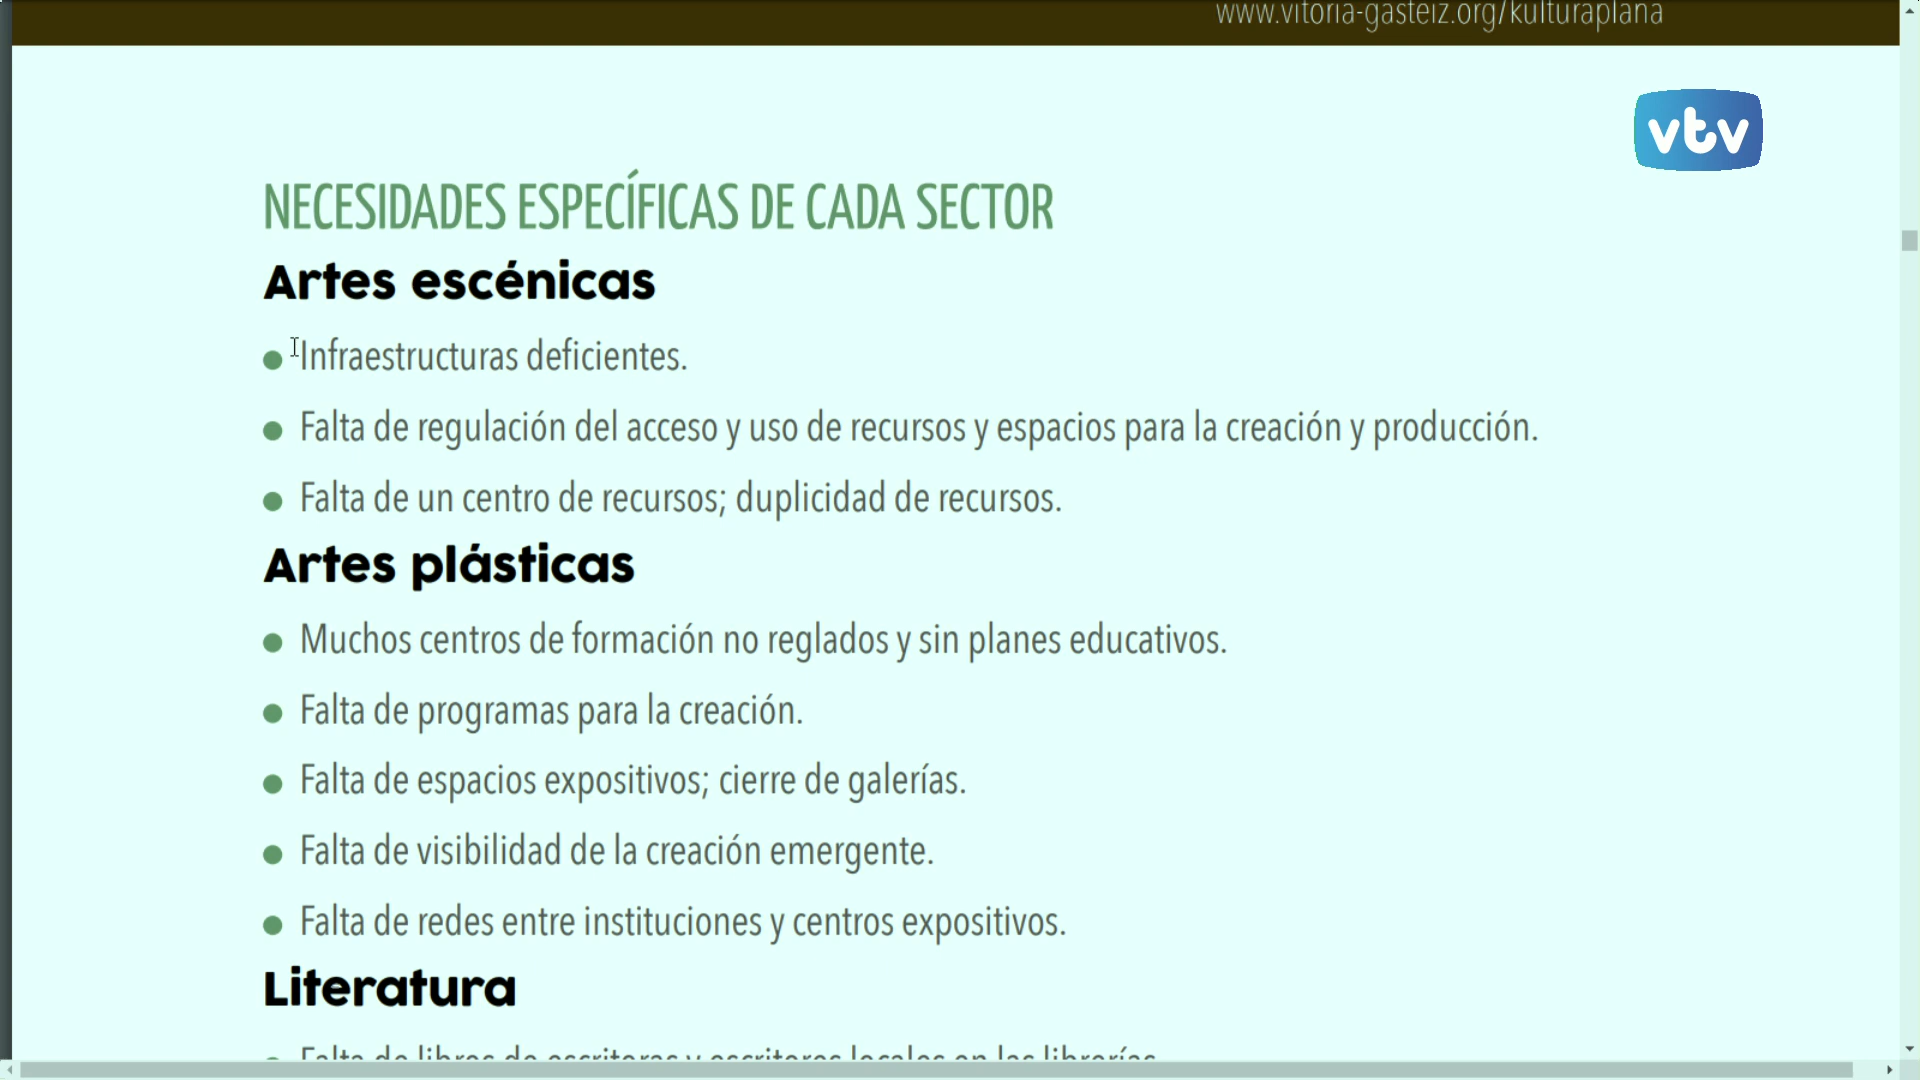 www.vitoria-gasteiz.org/kulturaplana
vtv
NECESIDADES ESPECÍFICAS DE CADA SECTOR
Artes escénicas
Infraestructuras deficientes.
Falta de regulación del acceso y uso de recursos y espacios para la creación y producción.
Falta de un centro de recursos; duplicidad de recursos.
Artes plásticas
Muchos centros de formación no reglados y sin planes educativos.
Falta de programas para la creación.
Falta de espacios expositivos; cierre de galerías.
Falta de visibilidad de la creación emergente.
Falta de redes entre instituciones y centros expositivos.
Literatura
Falta de libros de escritoras y escritores locales en las librerías.